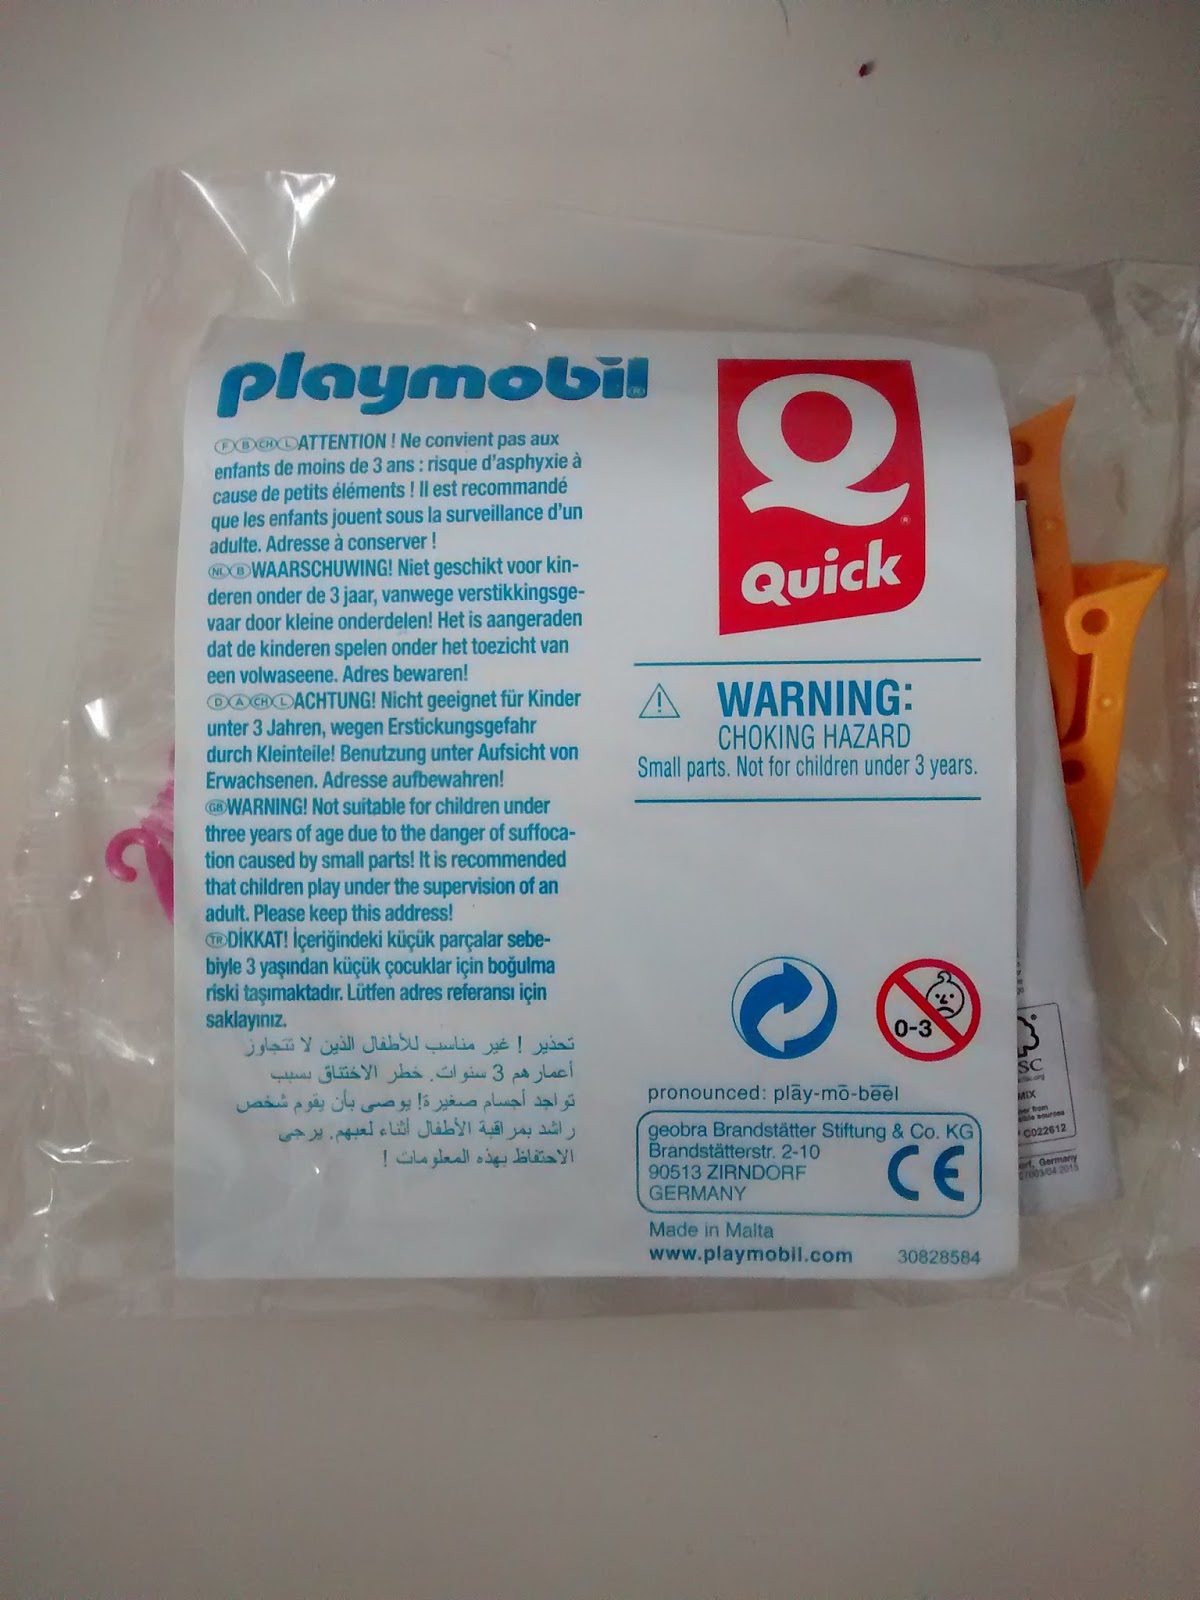 playmobil®
Ⓕ Ⓑ ⒸⒽ Ⓛ ATTENTION ! Ne convient pas aux
enfants de moins de 3 ans : risque d'asphyxie à
cause de petits éléments ! Il est recommandé
que les enfants jouent sous la surveillance d'un
adulte. Adresse à conserver !
NL B WAARSCHUWING! Niet geschikt voor kin-
deren onder de 3 jaar, vanwege verstikkingsge-
vaar door kleine onderdelen! Het is aangeraden
dat de kinderen spelen onder het toezicht van
een volwaseene. Adres bewaren!
D A CH L ACHTUNG! Nicht geeignet für Kinder
unter 3 Jahren, wegen Erstickungsgefahr
durch Kleinteile! Benutzung unter Aufsicht von
Erwachsenen. Adresse aufbewahren!
GB WARNING! Not suitable for children under
three years of age due to the danger of suffoca-
tion caused by small parts! It is recommended
that children play under the supervision of an
adult. Please keep this address!
TR DİKKAT! İçeriğindeki küçük parçalar sebe-
biyle 3 yaşından küçük çocuklar için boğulma
riski taşımaktadır. Lütfen adres referansı için
saklayınız.
تحذير ! غير مناسب للأطفال الذين لا تتجاوز
أعمارهم 3 سنوات. خطر الاختناق بسبب
تواجد أجسام صغيرة! يوصى بأن يقوم شخص
راشد بمراقبة الأطفال أثناء لعبهم. يرجى
الاحتفاظ بهذه المعلومات !
Q®
Quick
WARNING:
CHOKING HAZARD
Small parts. Not for children under 3 years.
0-3
pronounced: plāy-mō-bēēl
geobra Brandstätter Stiftung & Co. KG
Brandstätterstr. 2-10
90513 ZIRNDORF
GERMANY
CE
Made in Malta
www.playmobil.com 30828584
SC
MIX
C022612
Germany